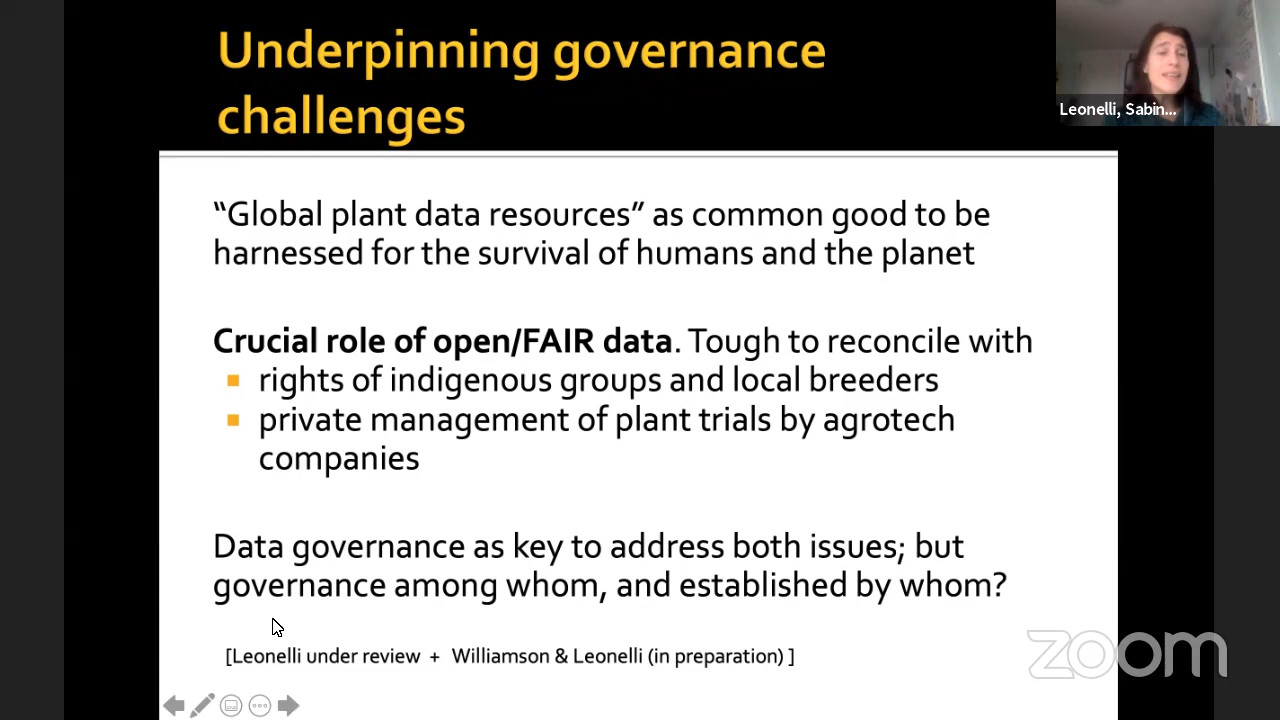 Underpinning governance
challenges
Leonelli, Sabin...
“Global plant data resources” as common good to be
harnessed for the survival of humans and the planet
Crucial role of open/FAIR data. Tough to reconcile with
rights of indigenous groups and local breeders
private management of plant trials by agrotech
companies
Data governance as key to address both issues; but
governance among whom, and established by whom?
[Leonelli under review + Williamson & Leonelli (in preparation) ]
zoom